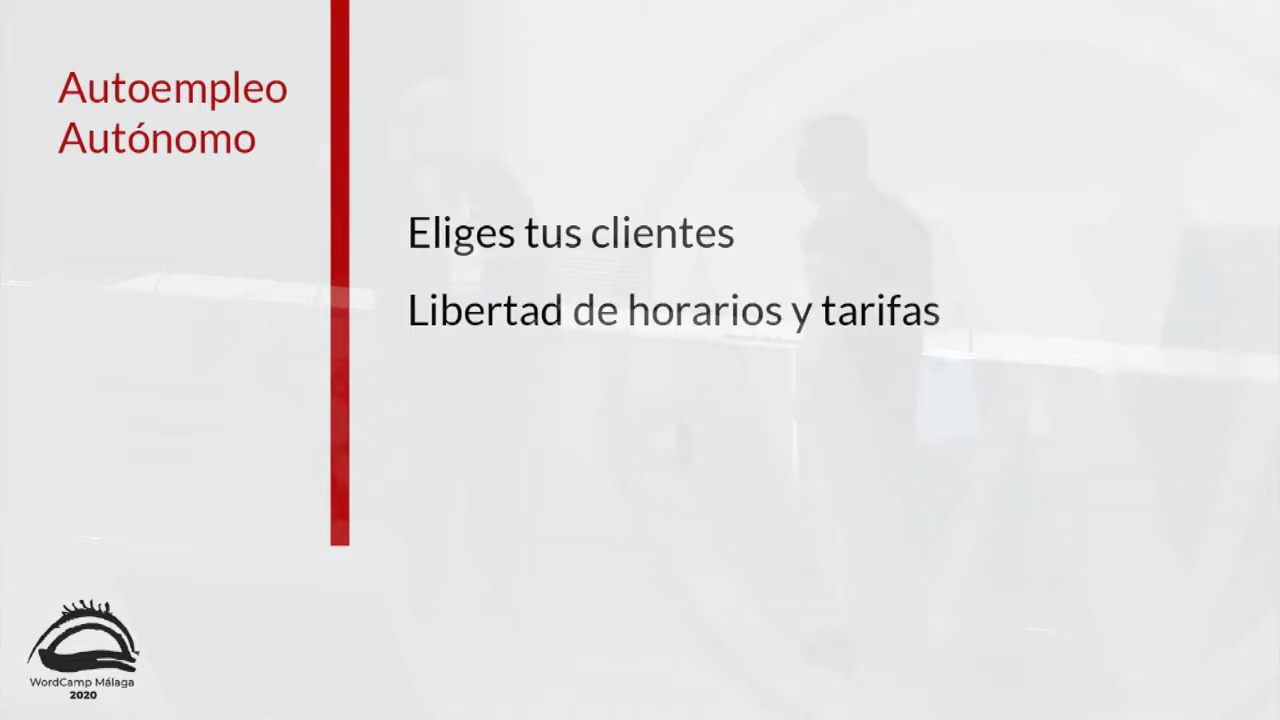 Autoempleo
Autónomo
Eliges tus clientes
Libertad de horarios y tarifas
WordCamp Málaga
2020